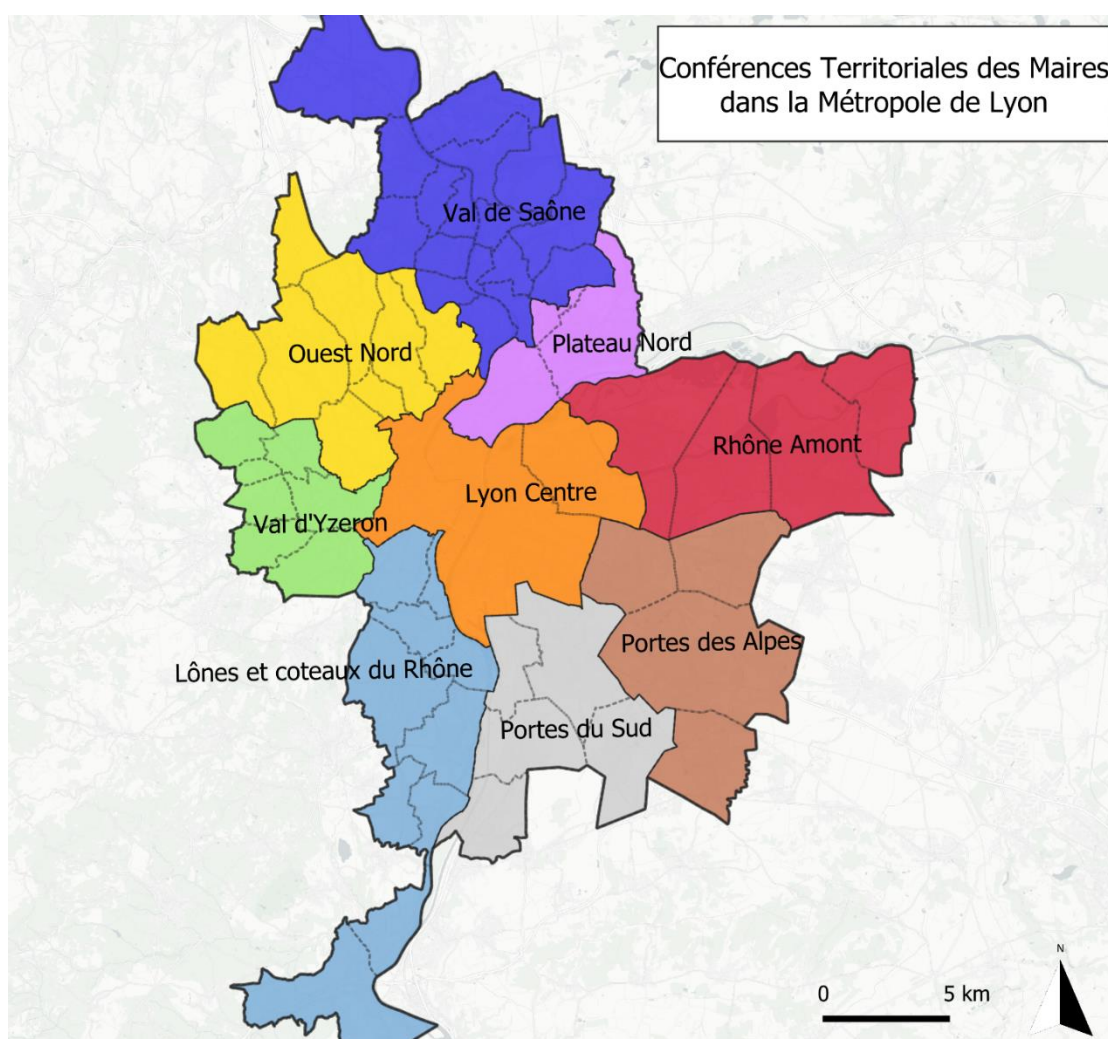 Conférences Territoriales des Maires
dans la Métropole de Lyon
Val de Saône
Plateau Nord
Ouest Nord
Rhône Amont
Lyon Centre
Val d'Yzeron
Portes des Alpes
Lônes et coteaux du Rhône
Portes du Sud
N
0 5 km